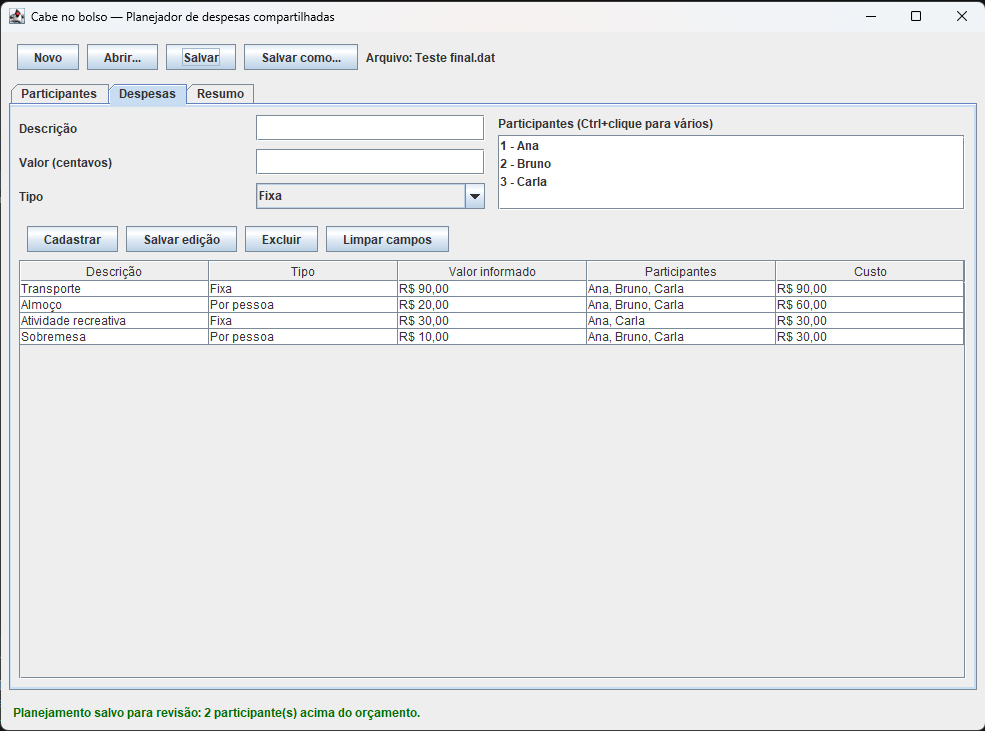 Cabe no bolso — Planejador de despesas compartilhadas
Novo Abrir... Salvar Salvar como... Arquivo: Teste final.dat
Participantes Despesas Resumo
Descrição
Valor (centavos)
Tipo Fixa
Participantes (Ctrl+clique para vários)
1 - Ana
2 - Bruno
3 - Carla
Cadastrar Salvar edição Excluir Limpar campos
Descrição Tipo Valor informado Participantes Custo
Transporte Fixa R$ 90,00 Ana, Bruno, Carla R$ 90,00
Almoço Por pessoa R$ 20,00 Ana, Bruno, Carla R$ 60,00
Atividade recreativa Fixa R$ 30,00 Ana, Carla R$ 30,00
Sobremesa Por pessoa R$ 10,00 Ana, Bruno, Carla R$ 30,00
Planejamento salvo para revisão: 2 participante(s) acima do orçamento.